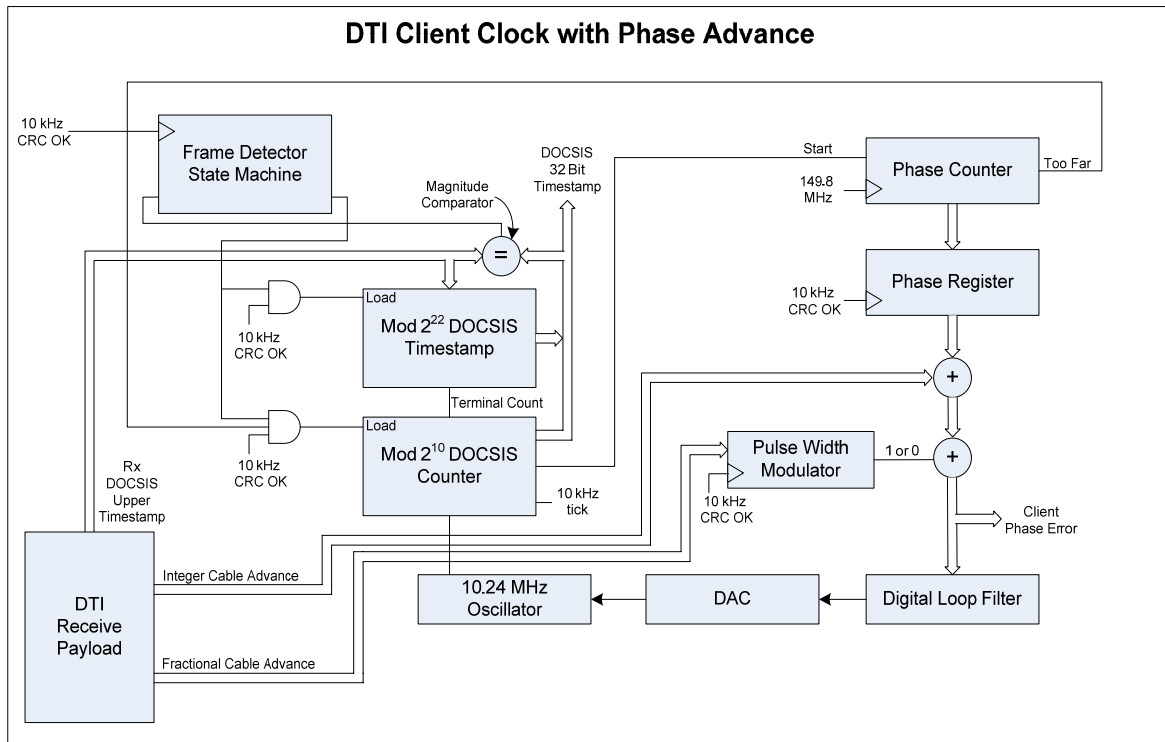 DTI Client Clock with Phase Advance
10 kHz
CRC OK
Frame Detector
State Machine
Magnitude
Comparator
DOCSIS
32 Bit
Timestamp
Start
149.8
MHz
Phase Counter
Too Far
=
10 kHz
CRC OK
Phase Register
10 kHz
CRC OK
Load
Mod 2^22 DOCSIS
Timestamp
+
Terminal Count
10 kHz
CRC OK
Load
Mod 2^10 DOCSIS
Counter
10 kHz
tick
Pulse Width
Modulator
10 kHz
CRC OK
1 or 0
+
Client
Phase Error
Rx
DOCSIS
Upper
Timestamp
DTI
Receive
Payload
Integer Cable Advance
Fractional Cable Advance
10.24 MHz
Oscillator
DAC
Digital Loop Filter